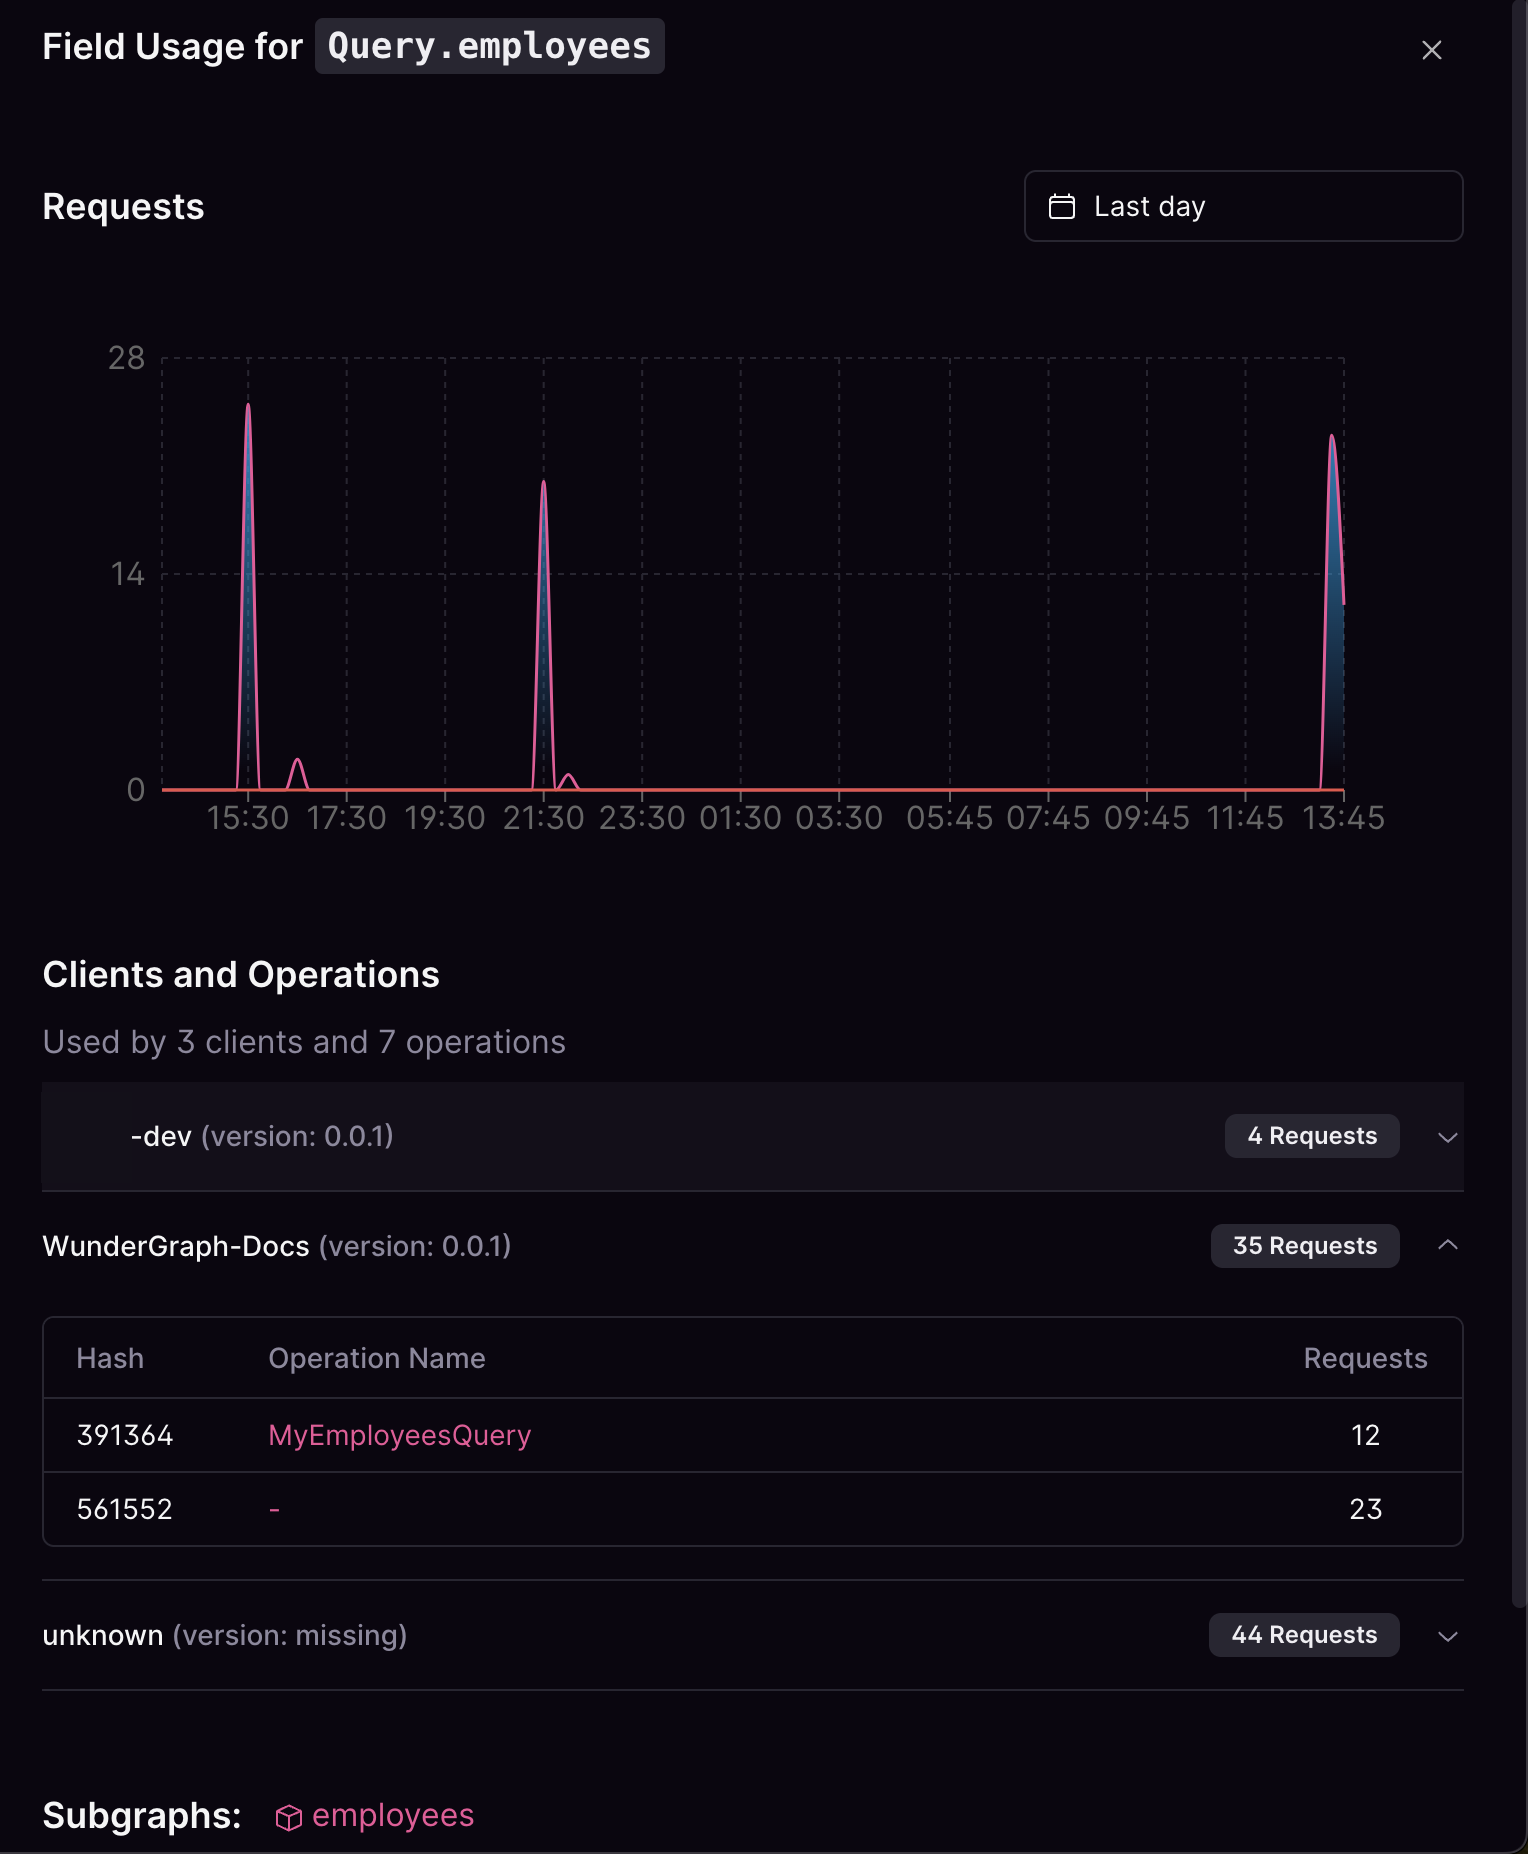 Field Usage for Query.employees
Requests
Last day
28
14
0
15:30 17:30 19:30 21:30 23:30 01:30 03:30 05:45 07:45 09:45 11:45 13:45
Clients and Operations
Used by 3 clients and 7 operations
-dev (version: 0.0.1) 4 Requests
WunderGraph-Docs (version: 0.0.1) 35 Requests
Hash Operation Name Requests
391364 MyEmployeesQuery 12
561552 - 23
unknown (version: missing) 44 Requests
Subgraphs: employees